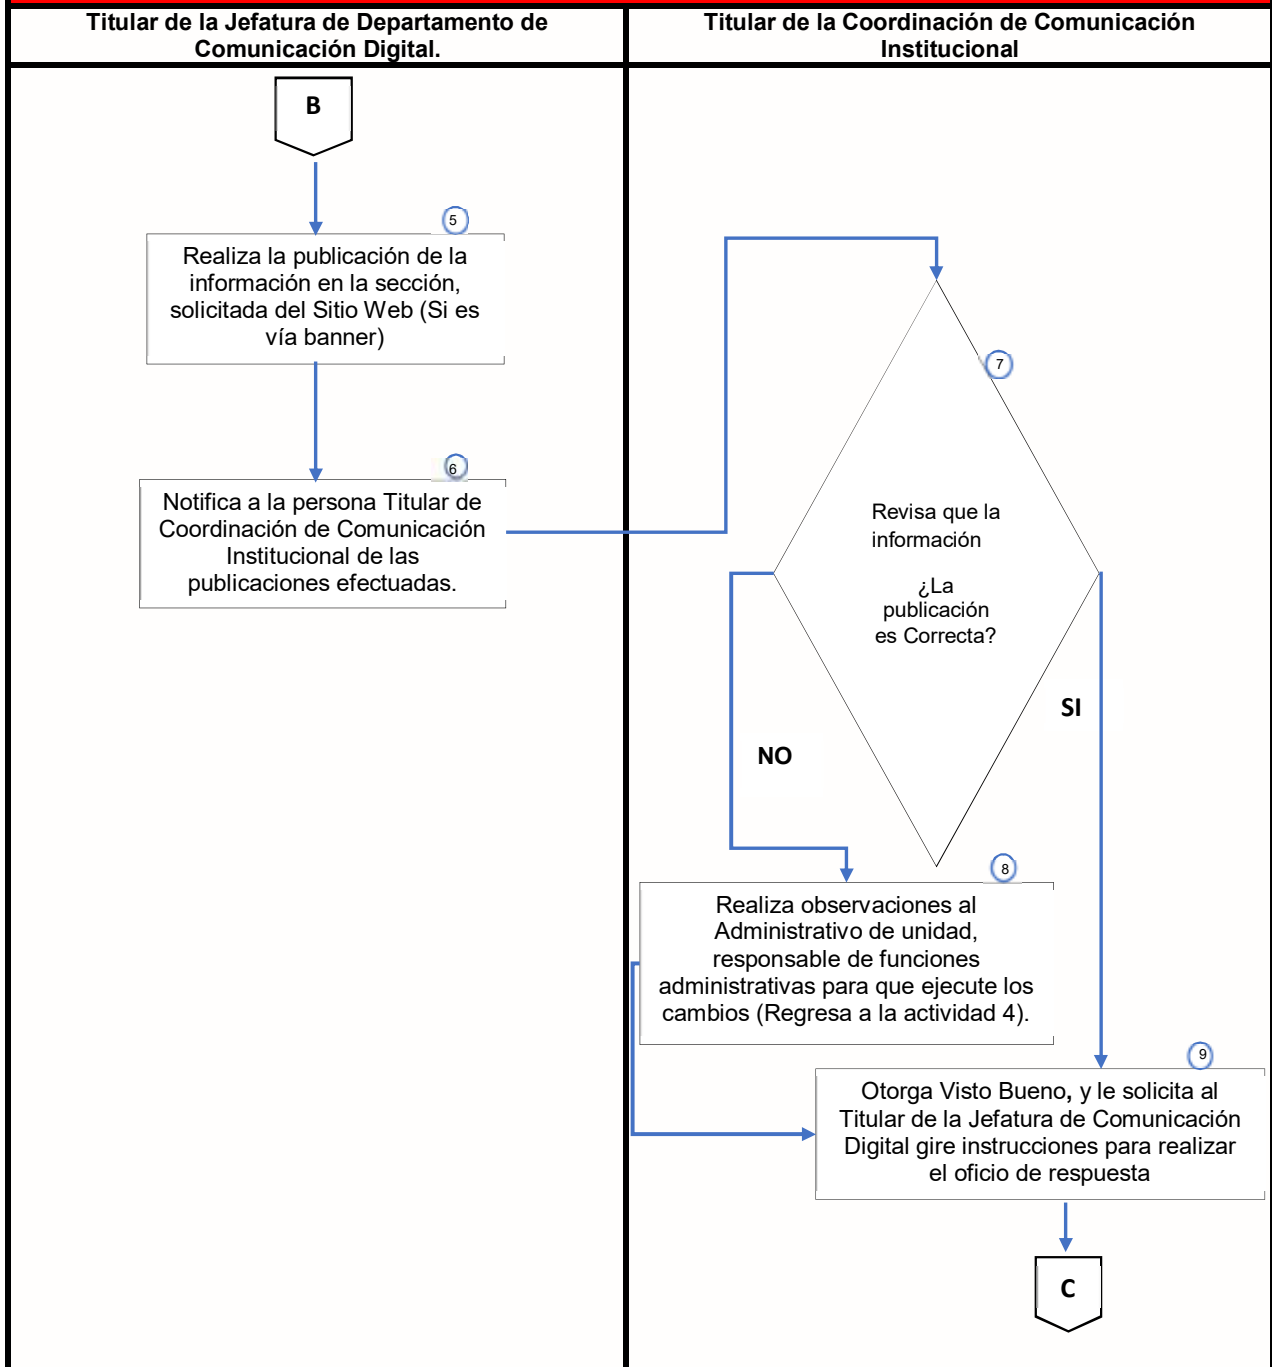 Titular de la Jefatura de Departamento de
Comunicación Digital.
Titular de la Coordinación de Comunicación
Institucional
B
5
Realiza la publicación de la
información en la sección,
solicitada del Sitio Web (Si es
vía banner)
6
Notifica a la persona Titular de
Coordinación de Comunicación
Institucional de las
publicaciones efectuadas.
7
Revisa que la
información
¿La
publicación
es Correcta?
SI
NO
8
Realiza observaciones al
Administrativo de unidad,
responsable de funciones
administrativas para que ejecute los
cambios (Regresa a la actividad 4).
9
Otorga Visto Bueno, y le solicita al
Titular de la Jefatura de Comunicación
Digital gire instrucciones para realizar
el oficio de respuesta
C